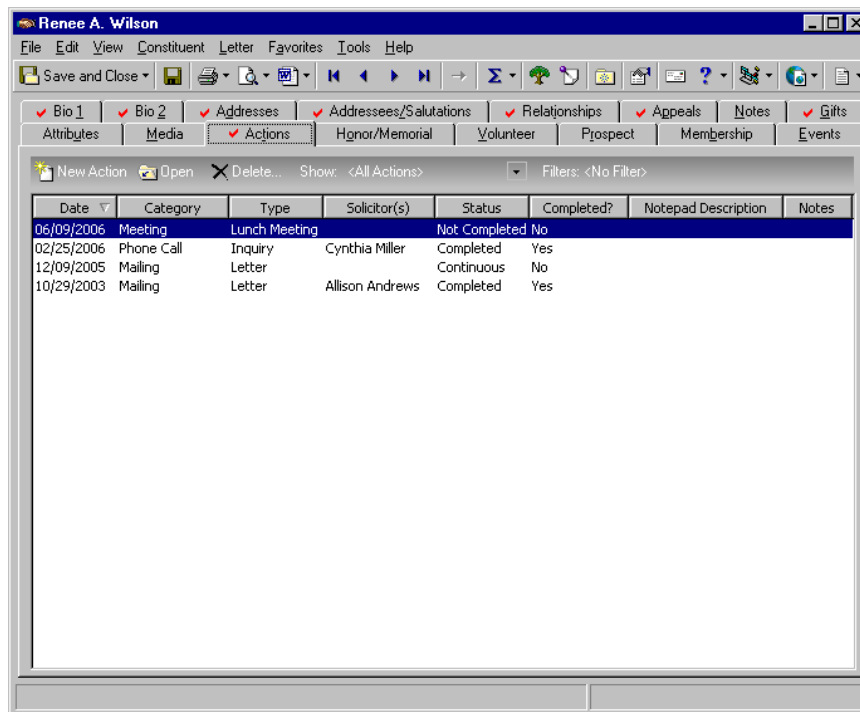 Renee A. Wilson
File Edit View Constituent Letter Favorites Tools Help
Save and Close
Bio 1 Bio 2 Addresses Addressees/Salutations Relationships Appeals Notes Gifts
Attributes Media Actions Honor/Memorial Volunteer Prospect Membership Events
New Action Open Delete... Show: <All Actions> Filters: <No Filter>
Date Category Type Solicitor(s) Status Completed? Notepad Description Notes
06/09/2006 Meeting Lunch Meeting Not Completed No
02/25/2006 Phone Call Inquiry Cynthia Miller Completed Yes
12/09/2005 Mailing Letter Continuous No
10/29/2003 Mailing Letter Allison Andrews Completed Yes